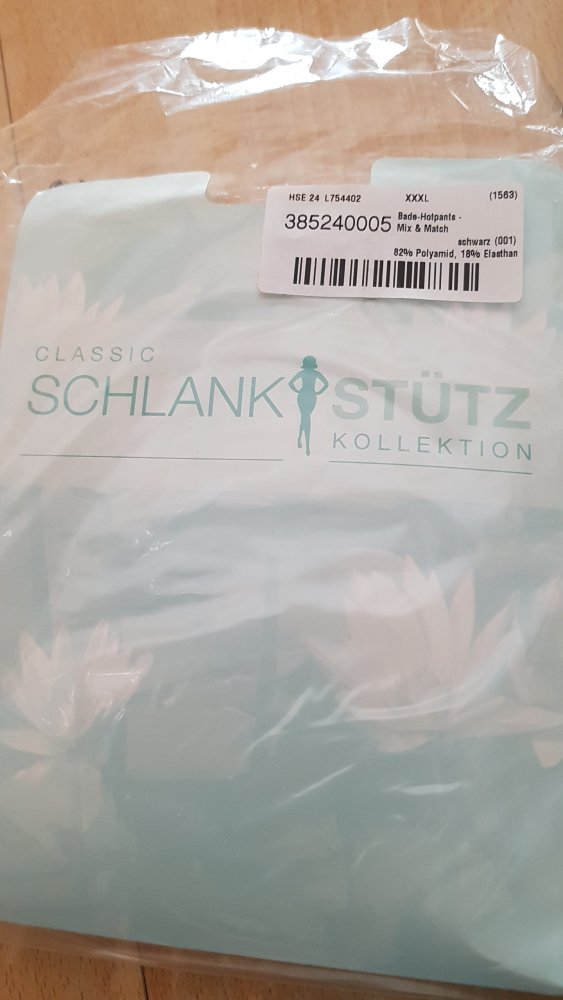 HSE 24 L754402 XXXL (1563)
385240005 Bade-Hotpants -
Mix & Match
schwarz (001)
82% Polyamid, 18% Elasthan
CLASSIC
SCHLANK STÜTZ
KOLLEKTION